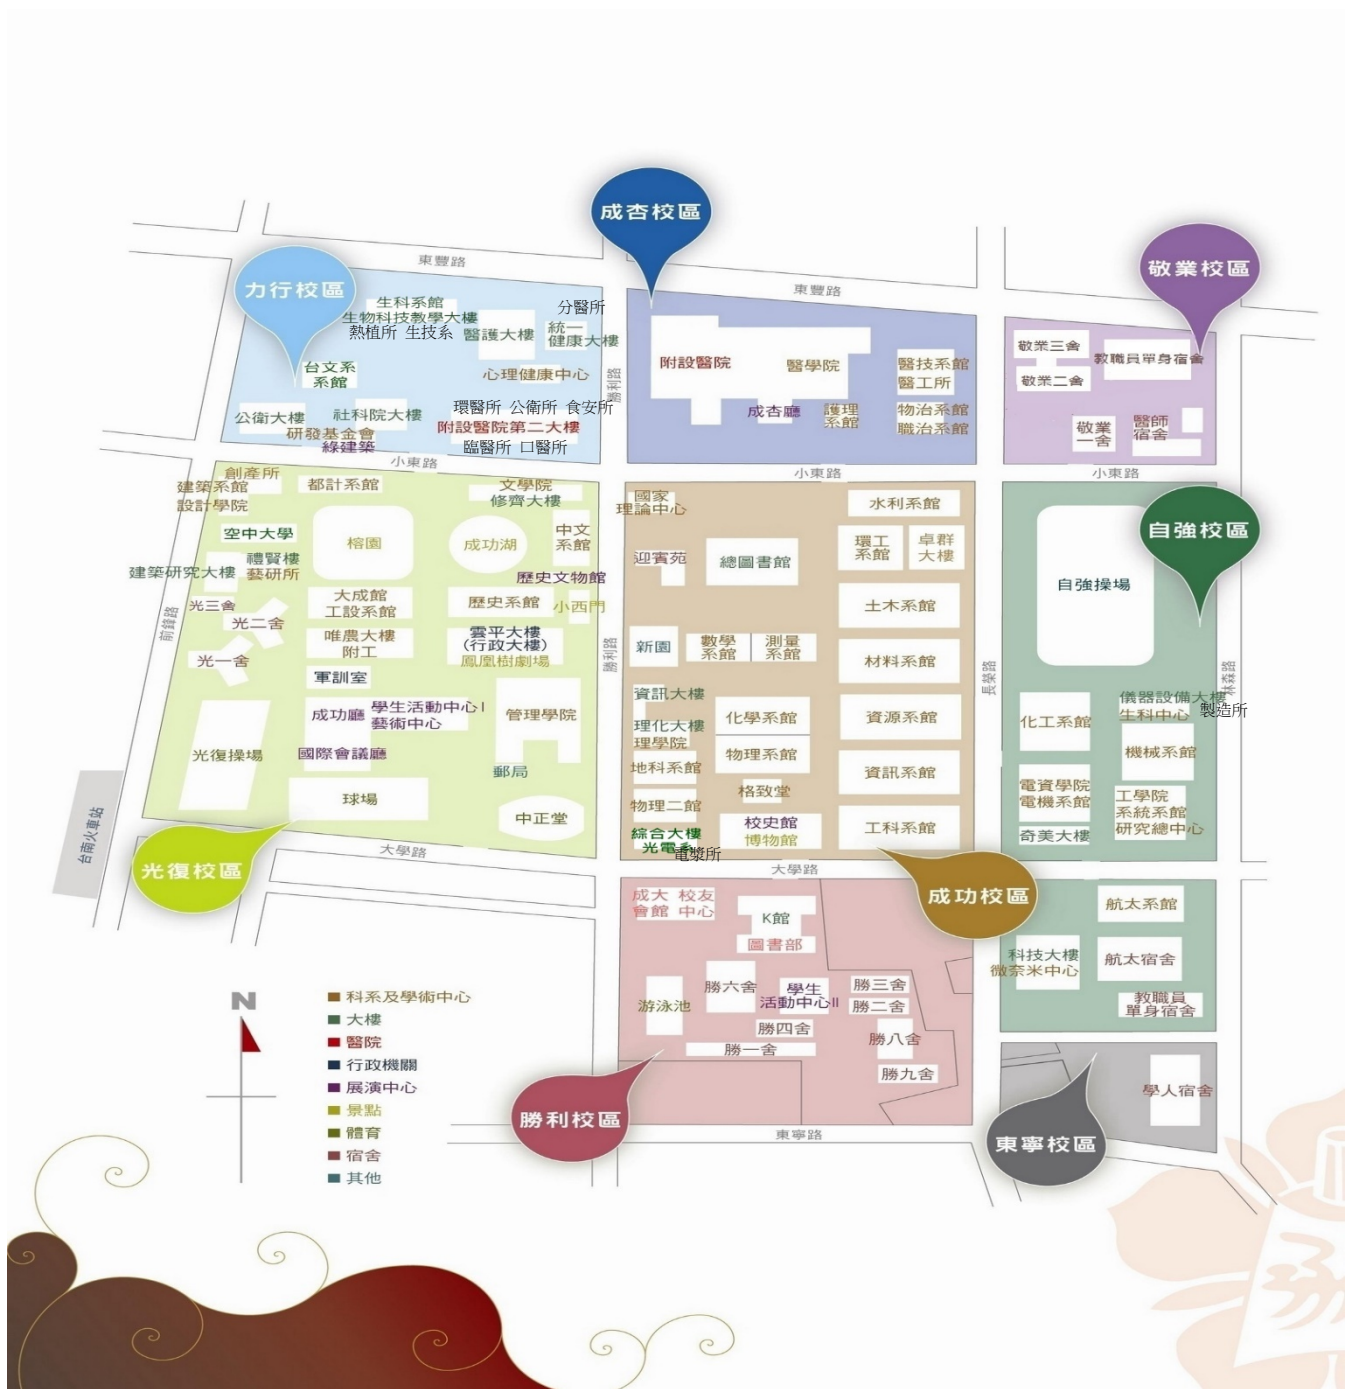 成杏校區
敬業校區
力行校區
東豐路
東豐路
生科系館
生物科技教學大樓
熱植所 生技系
醫護大樓
分醫所
統一
健康大樓
台文系
系館
心理健康中心
公衛大樓
社科院大樓
研發基金會
綠建築
環醫所 公衛所 食安所
附設醫院第二大樓
臨醫所 口醫所
勝利路
附設醫院
醫學院
成杏廳
護理
系館
醫技系館
醫工所
物治系館
職治系館
敬業三舍
敬業二舍
教職員單身宿舍
敬業
一舍
醫師
宿舍
小東路
小東路
小東路
創產所
建築系館
設計學院
都計系館
文學院
修齊大樓
空中大學
榕園
成功湖
中文
系館
禮賢樓
藝研所
建築研究大樓
歷史文物館
光三舍
光二舍
光一舍
大成館
工設系館
歷史系館
小西門
唯農大樓
附工
雲平大樓
(行政大樓)
鳳凰樹劇場
軍訓室
成功廳
學生活動中心I
藝術中心
國際會議廳
管理學院
郵局
光復操場
球場
中正堂
前鋒路
台南火車站
大學路
光復校區
勝利路
國家
理論中心
迎賓苑
總圖書館
水利系館
環工
系館
卓群
大樓
土木系館
新園
數學
系館
測量
系館
材料系館
資訊大樓
理化大樓
理學院
化學系館
資源系館
地科系館
物理系館
資訊系館
物理二館
格致堂
校史館
博物館
工科系館
綜合大樓
光電系
電漿所
大學路
成功校區
長榮路
自強校區
自強操場
林森路
化工系館
儀器設備大樓
生科中心
製造所
機械系館
電資學院
電機系館
奇美大樓
工學院
系統系館
研究總中心
航太系館
科技大樓
微奈米中心
航太宿舍
教職員
單身宿舍
成大
會館
校友
中心
K館
圖書部
游泳池
勝六舍
學生
活動中心II
勝三舍
勝二舍
勝四舍
勝一舍
勝八舍
勝九舍
勝利校區
東寧路
東寧校區
學人宿舍
N
科系及學術中心
大樓
醫院
行政機關
展演中心
景點
體育
宿舍
其他